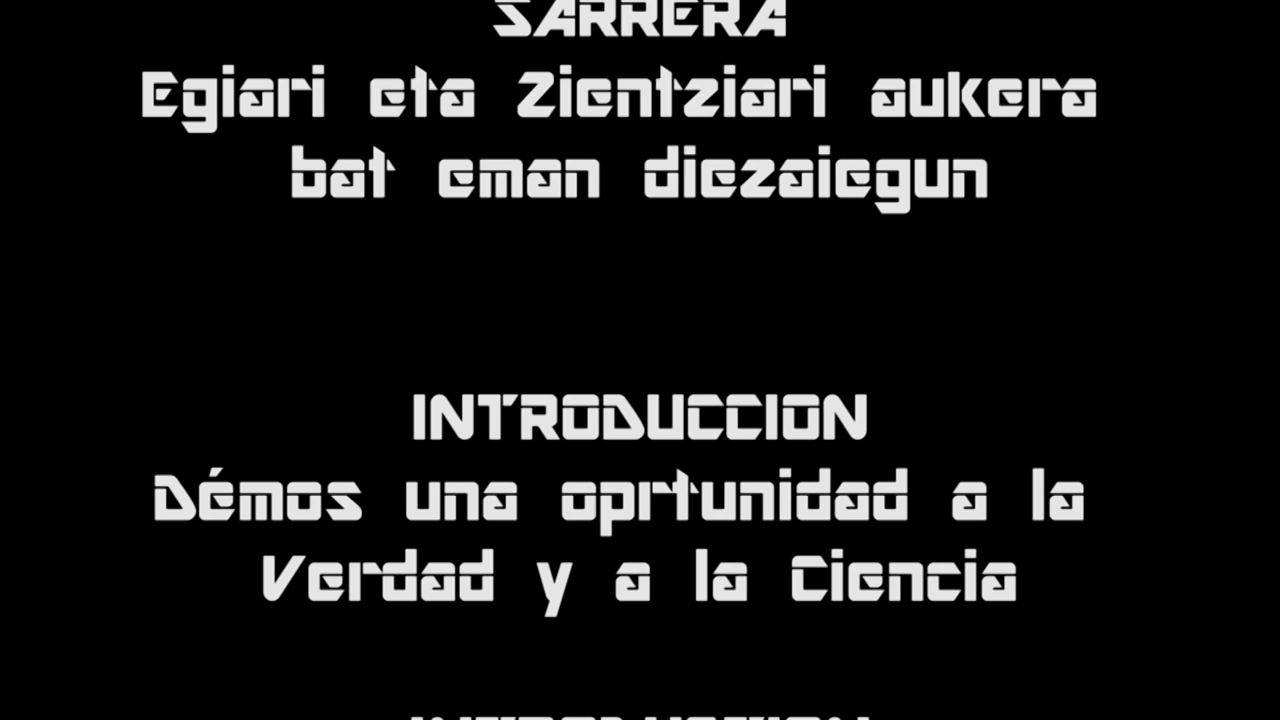 SARRERA
Egiari eta Zientziari aukera
bat eman diezaiegun
INTRODUCCION
Démos una oprtunidad a la
Verdad y a la Ciencia